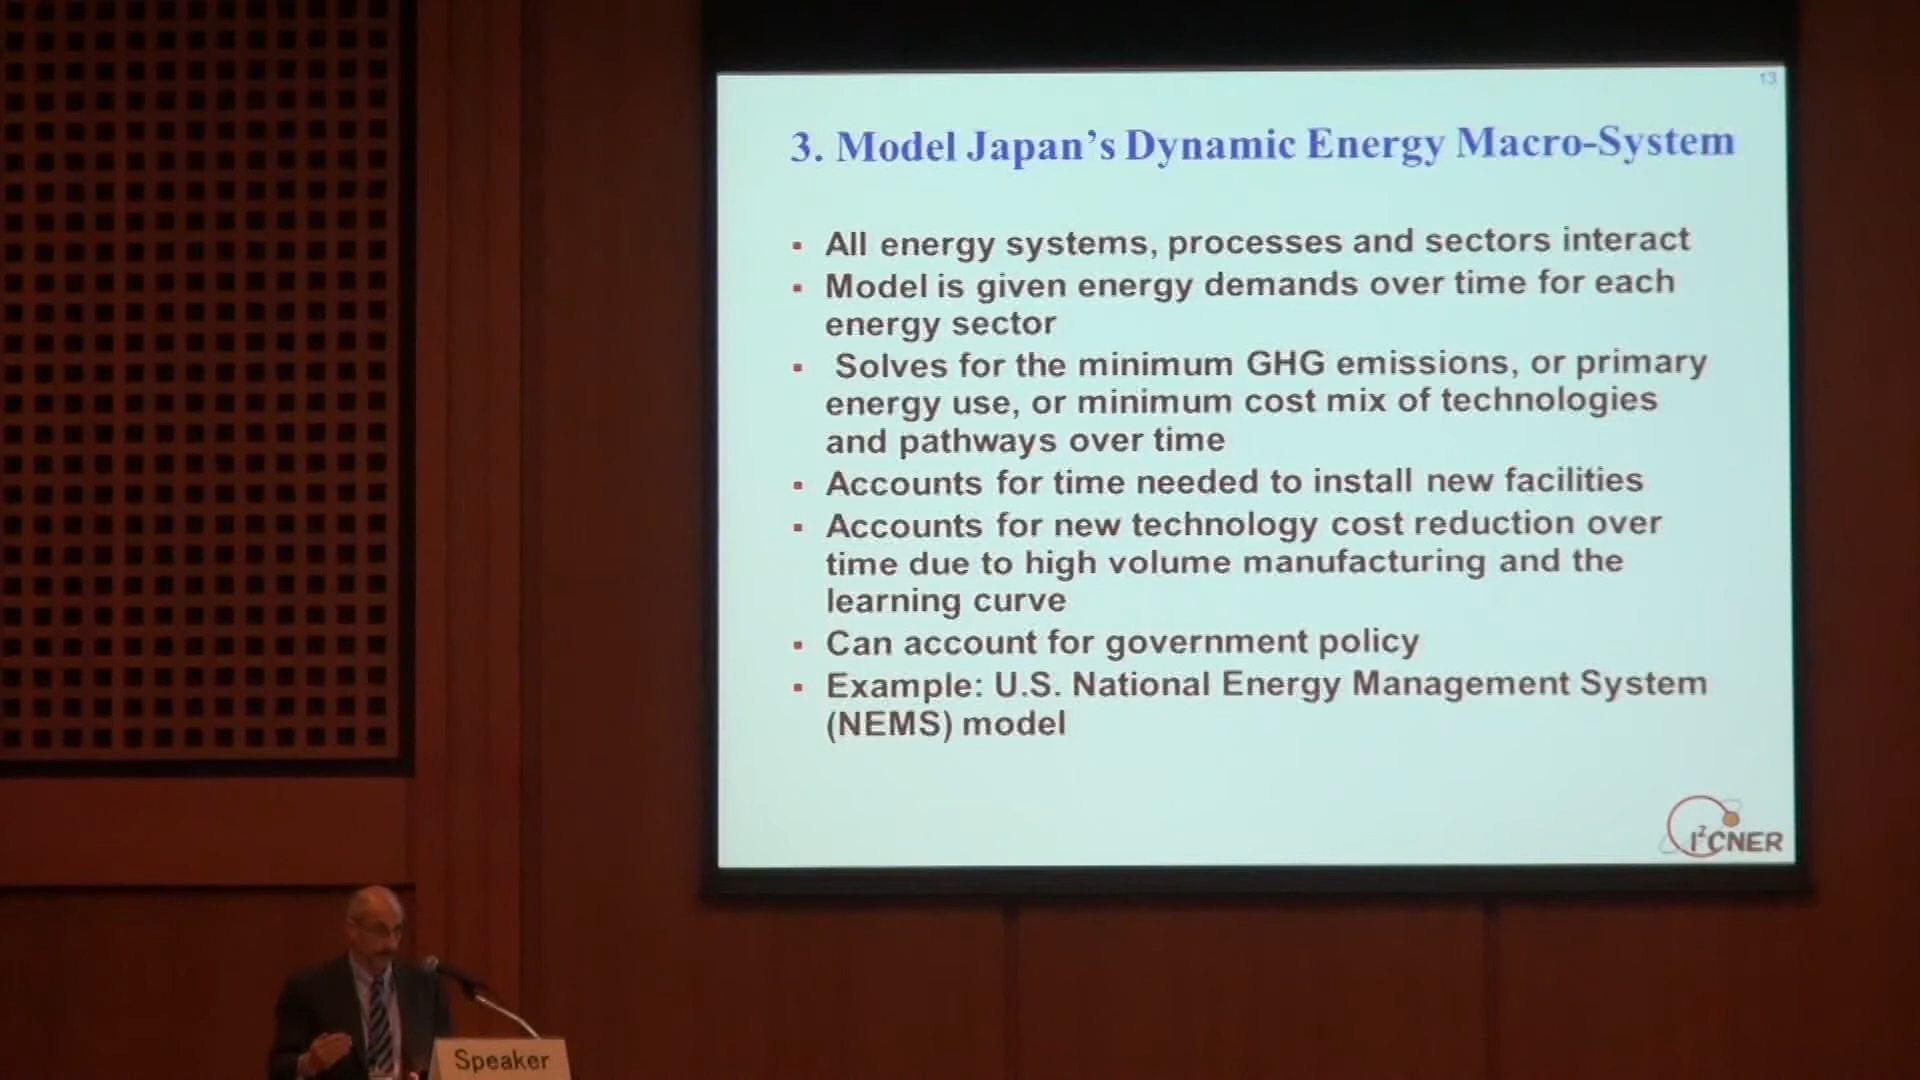 13
3. Model Japan's Dynamic Energy Macro-System
▪ All energy systems, processes and sectors interact
▪ Model is given energy demands over time for each
energy sector
▪ Solves for the minimum GHG emissions, or primary
energy use, or minimum cost mix of technologies
and pathways over time
▪ Accounts for time needed to install new facilities
▪ Accounts for new technology cost reduction over
time due to high volume manufacturing and the
learning curve
▪ Can account for government policy
▪ Example: U.S. National Energy Management System
(NEMS) model
I²CNER
Speaker